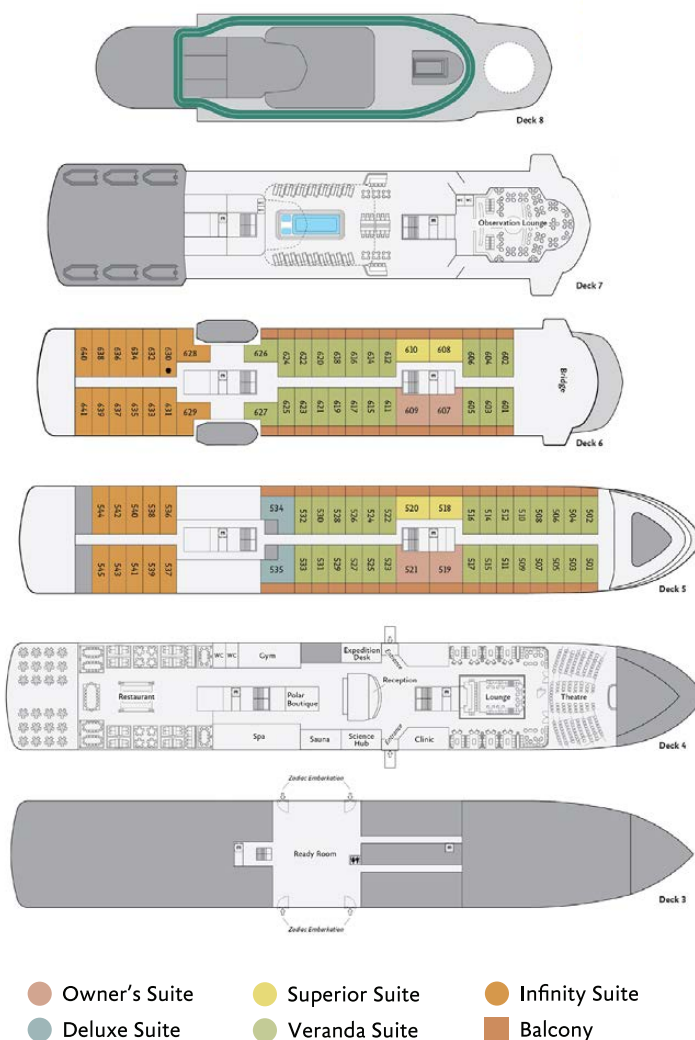 Deck 8
E
E
Observation Lounge
Deck 7
640 638 636 634 632 630 628 626 624 622 620 618 616 614 612 610 608 606 604 602
E
E
Bridge
641 639 637 635 633 631 629 627 625 623 621 619 617 615 611 609 607 605 603 601
Deck 6
544 542 540 538 536 534 532 530 528 526 524 522 520 518 516 514 512 510 508 506 504 502
E
E
545 543 541 539 537 535 533 531 529 527 525 523 521 519 517 515 511 509 507 505 503 501
Deck 5
WC WC Gym Expedition
Desk
Entrance
Reception
Restaurant
E
Polar
Boutique
E
Lounge
Theatre
Spa Sauna Science
Hub
Entrance
Clinic
Deck 4
Zodiac Embarkation
E
Ready Room
E
Deck 3
Zodiac Embarkation
Owner's Suite Superior Suite Infinity Suite
Deluxe Suite Veranda Suite Balcony